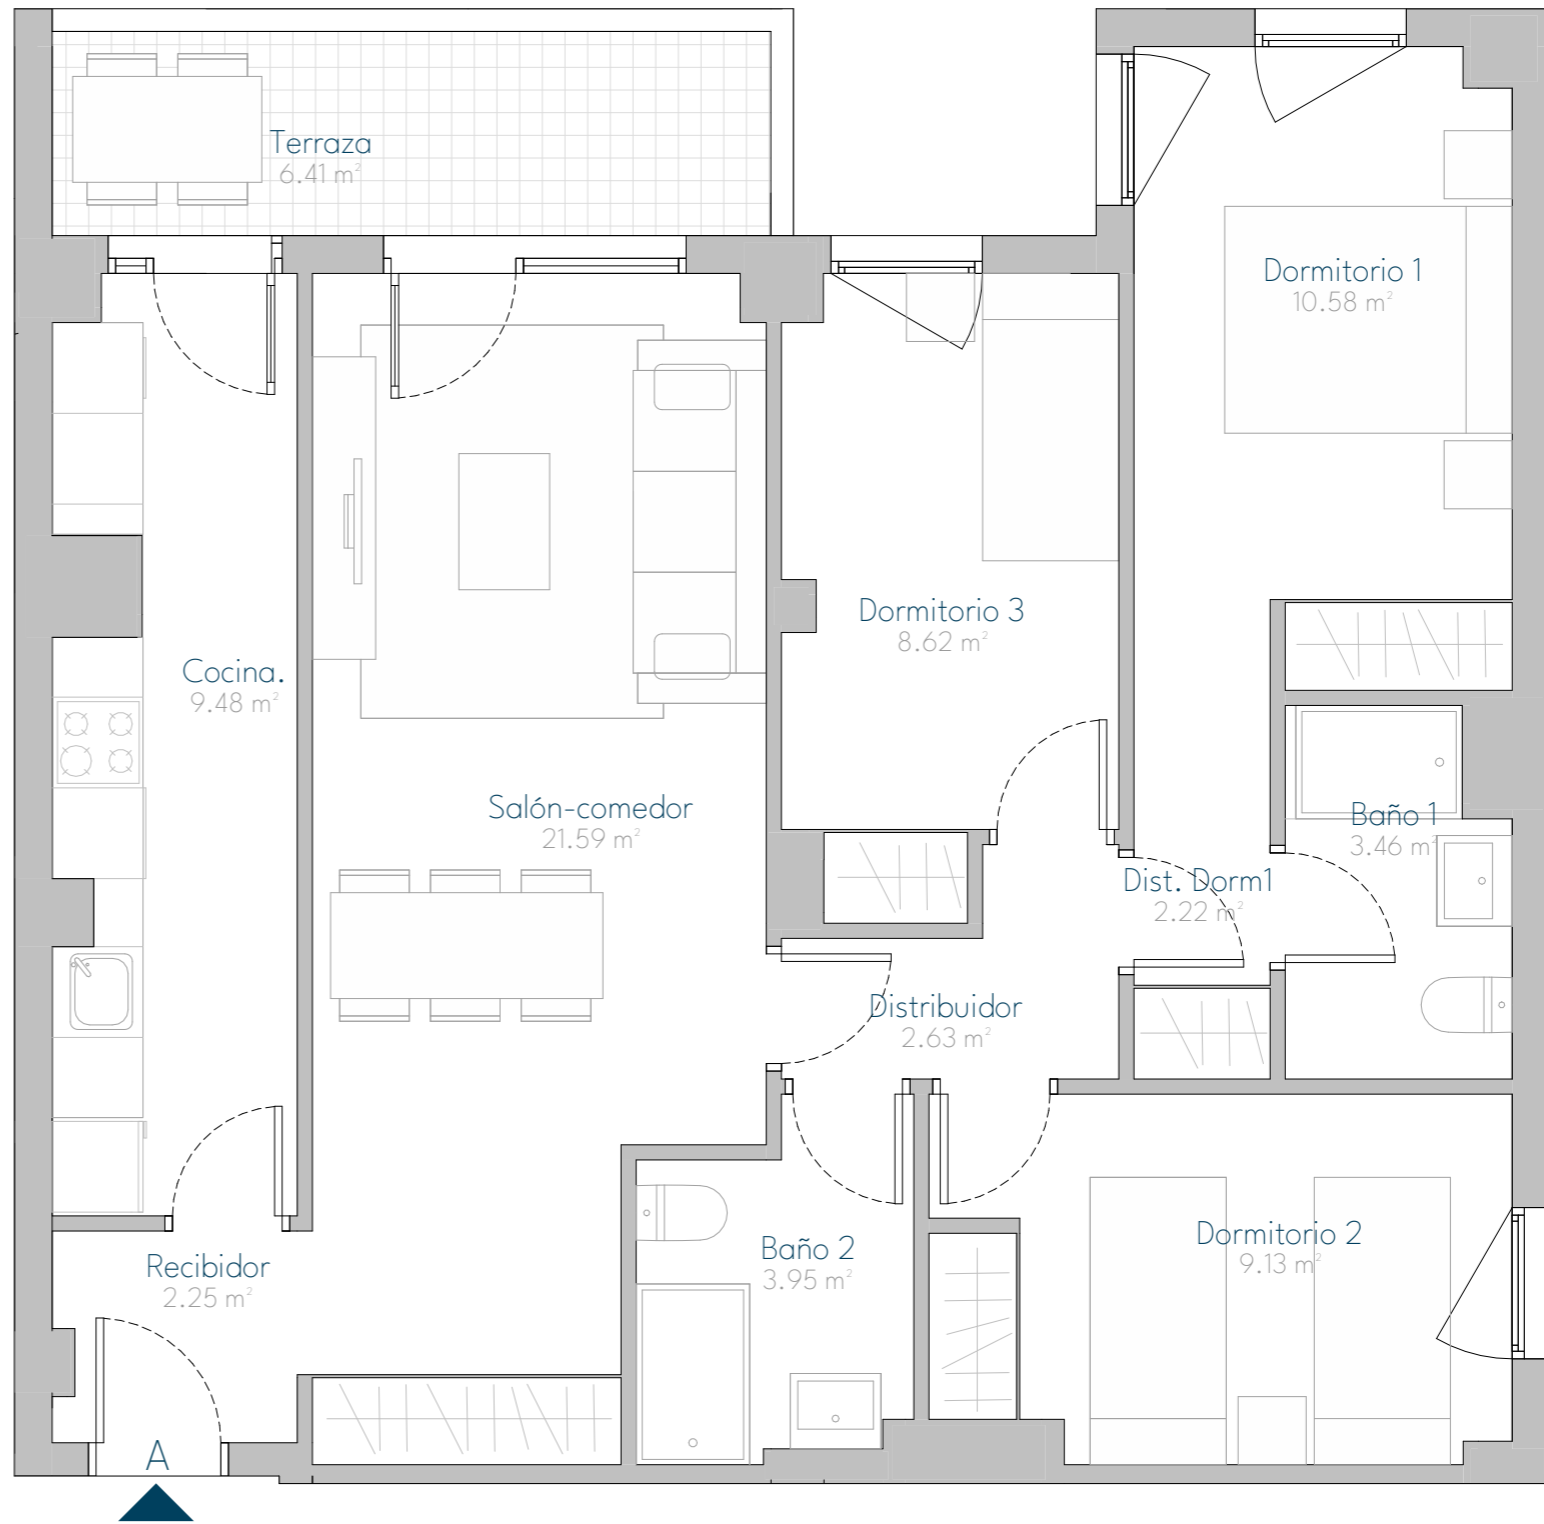 Terraza
6.41 m²
Dormitorio 1
10.58 m²
Dormitorio 3
8.62 m²
Cocina.
9.48 m²
Salón-comedor
21.59 m²
Baño 1
3.46 m²
Dist. Dorm1
2.22 m²
Distribuidor
2.63 m²
Dormitorio 2
9.13 m²
Baño 2
3.95 m²
Recibidor
2.25 m²
A